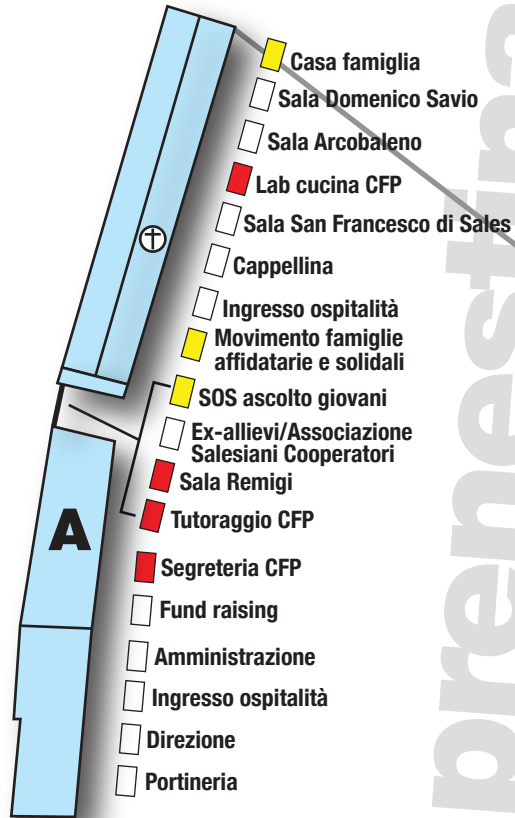 Casa famiglia
Sala Domenico Savio
Sala Arcobaleno
Lab cucina CFP
Sala San Francesco di Sales
Cappellina
Ingresso ospitalità
Movimento famiglie
affidatarie e solidali
SOS ascolto giovani
Ex-allievi/Associazione
Salesiani Cooperatori
Sala Remigi
Tutoraggio CFP
Segreteria CFP
Fund raising
Amministrazione
Ingresso ospitalità
Direzione
Portineria
A
prenestina